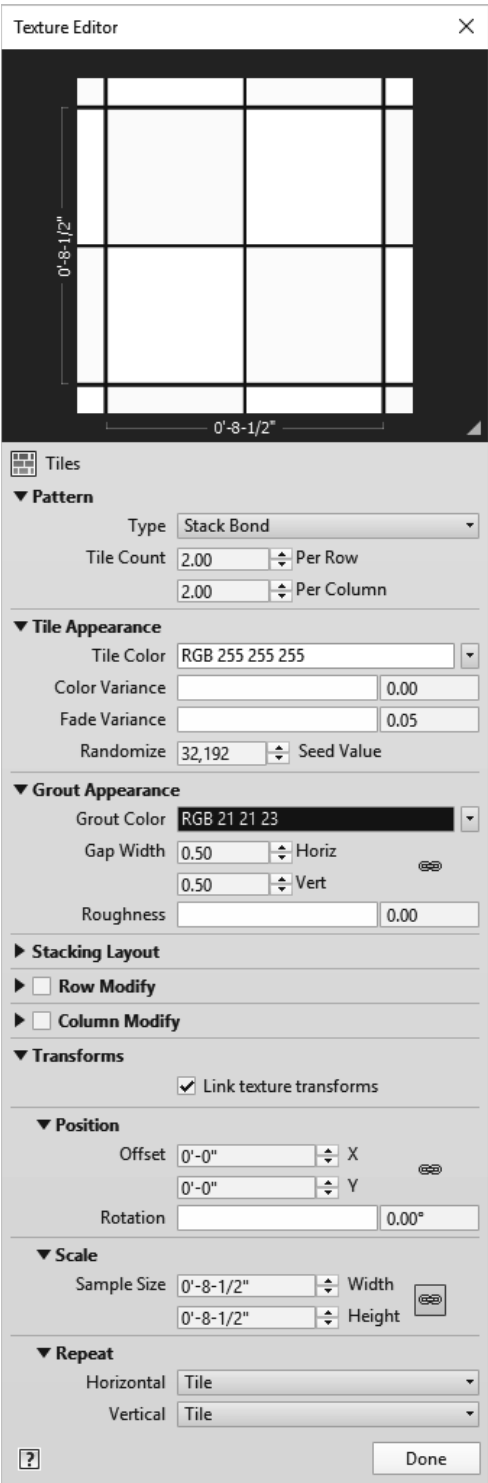 Texture Editor
0'-8-1/2"
0'-8-1/2"
Tiles
Pattern
Type Stack Bond
Tile Count 2.00 Per Row
2.00 Per Column
Tile Appearance
Tile Color RGB 255 255 255
Color Variance 0.00
Fade Variance 0.05
Randomize 32,192 Seed Value
Grout Appearance
Grout Color RGB 21 21 23
Gap Width 0.50 Horiz
0.50 Vert
Roughness 0.00
Stacking Layout
Row Modify
Column Modify
Transforms
Link texture transforms
Position
Offset 0'-0" X
0'-0" Y
Rotation 0.00°
Scale
Sample Size 0'-8-1/2" Width
0'-8-1/2" Height
Repeat
Horizontal Tile
Vertical Tile
? Done